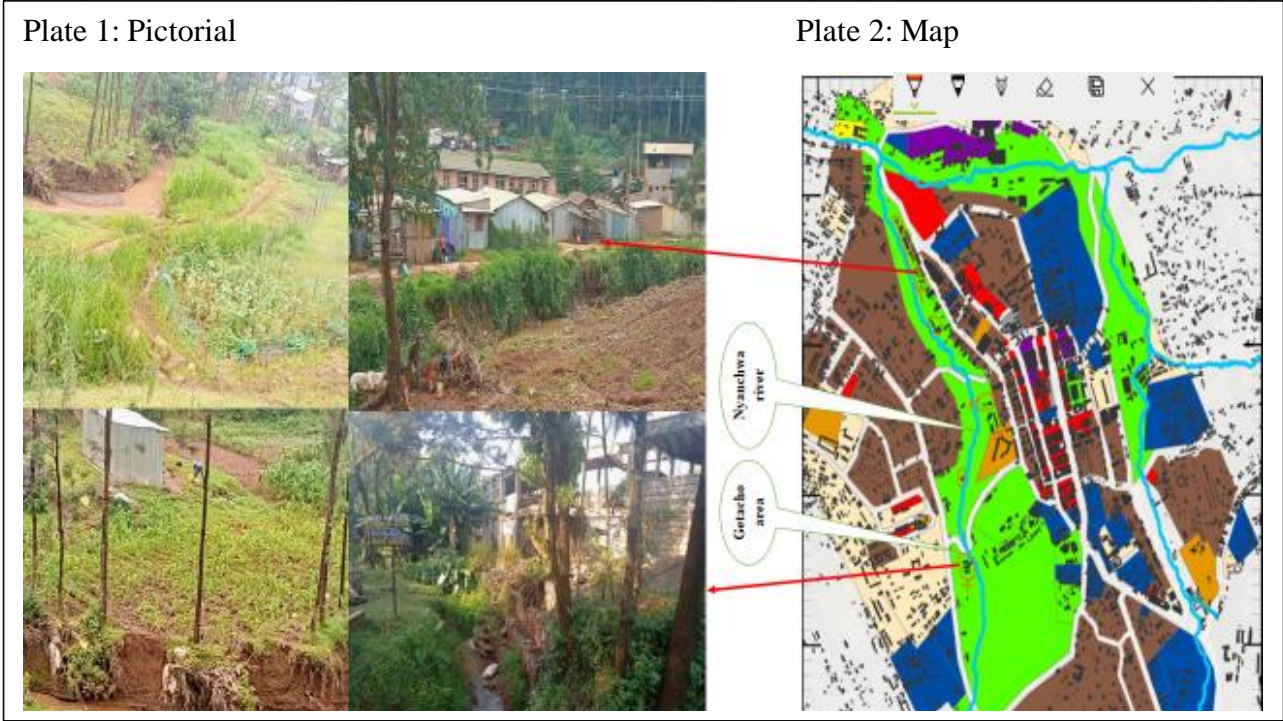 Plate 1: Pictorial
Plate 2: Map
Nyanchwa
river
Getacho
area